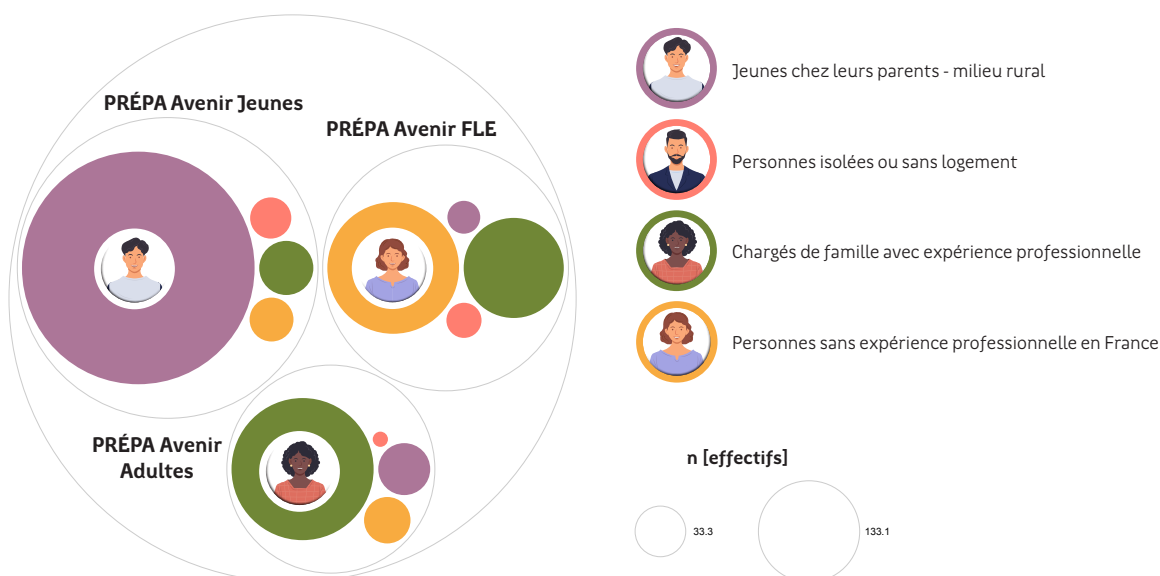 PRÉPA Avenir Jeunes
PRÉPA Avenir FLE
PRÉPA Avenir
Adultes
Jeunes chez leurs parents - milieu rural
Personnes isolées ou sans logement
Chargés de famille avec expérience professionnelle
Personnes sans expérience professionnelle en France
n [effectifs]
33.3
133.1